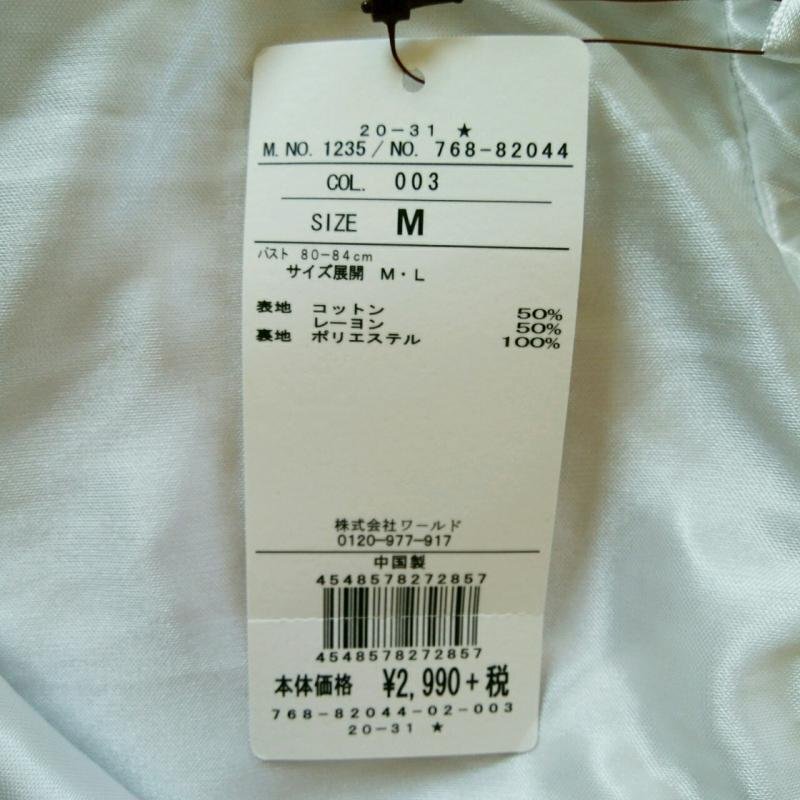 20-31 ★
M.NO. 1235/NO. 768-82044
COL. 003
SIZE M
バスト 80-84cm
サイズ展開 M・L
表地 コットン 50%
レーヨン 50%
裏地 ポリエステル 100%
株式会社ワールド
0120-977-917
中国製
4548578272857
4548578272857
本体価格 ¥2,990+税
768-82044-02-003
20-31 ★